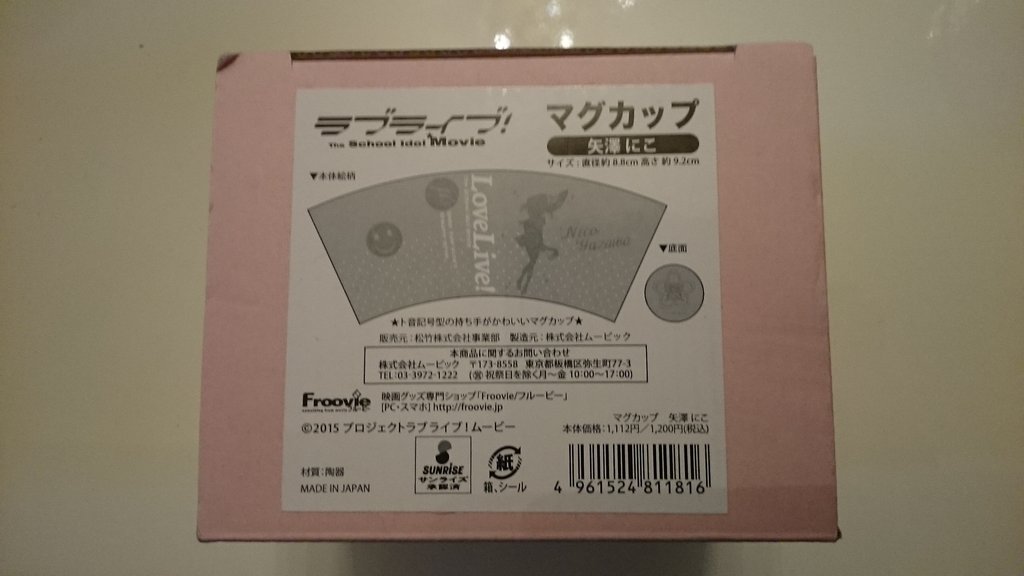 ラブライブ!
The School Idol Movie
マグカップ
矢澤にこ
サイズ:直径約8.8cm 高さ 約9.2cm
▼本体絵柄
LoveLive!
Nico Yazawa
▼底面
★ト音記号型の持ち手がかわいいマグカップ★
販売元:松竹株式会社事業部 製造元:株式会社ムービック
本商品に関するお問い合わせ
株式会社ムービック 〒173-8558 東京都板橋区弥生町77-3
TEL:03-3972-1222 (㊡祝祭日を除く月〜金 10:00〜17:00)
Froovie
映画グッズ専門ショップ「Froovie/フルービー」
[PC・スマホ] http://froovie.jp
©2015 プロジェクトラブライブ!ムービー
マグカップ 矢澤にこ
本体価格:1,112円/1,200円(税込)
材質:陶器
MADE IN JAPAN
SUNRISE
サンライズ
承認済
紙
箱、シール
4 961524 811816